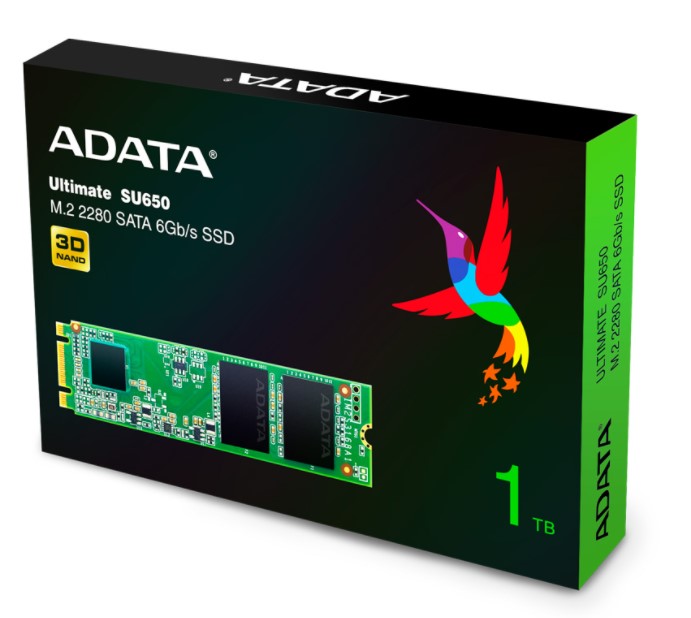 ADATA®
ADATA®
Ultimate SU650
M.2 2280 SATA 6Gb/s SSD
3D
NAND
ADATA
ADATA
1
TB
ULTIMATE SU650
M.2 2280 SATA 6Gb/s SSD
ADATA®